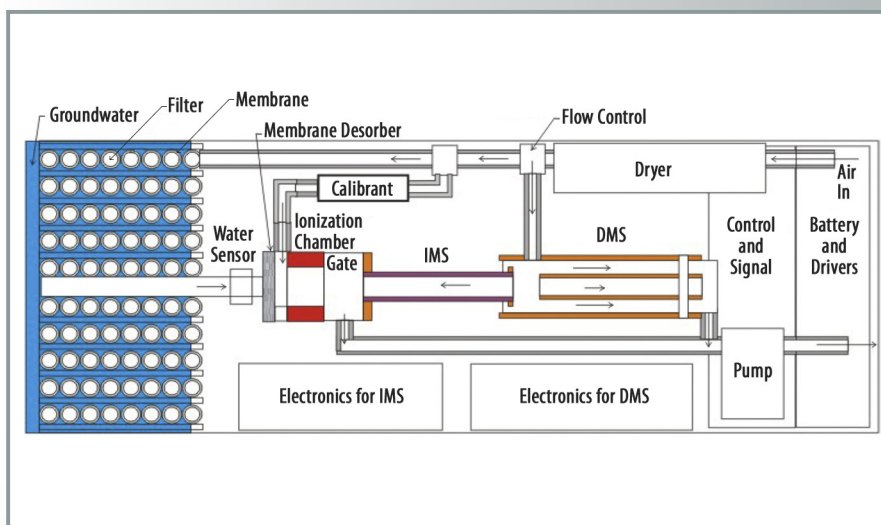 Groundwater
Filter
Membrane
Membrane Desorber
Flow Control
Calibrant
Dryer
Air
In
Water
Sensor
Ionization
Chamber
Gate
IMS
DMS
Control
and
Signal
Battery
and
Drivers
Electronics for IMS
Electronics for DMS
Pump